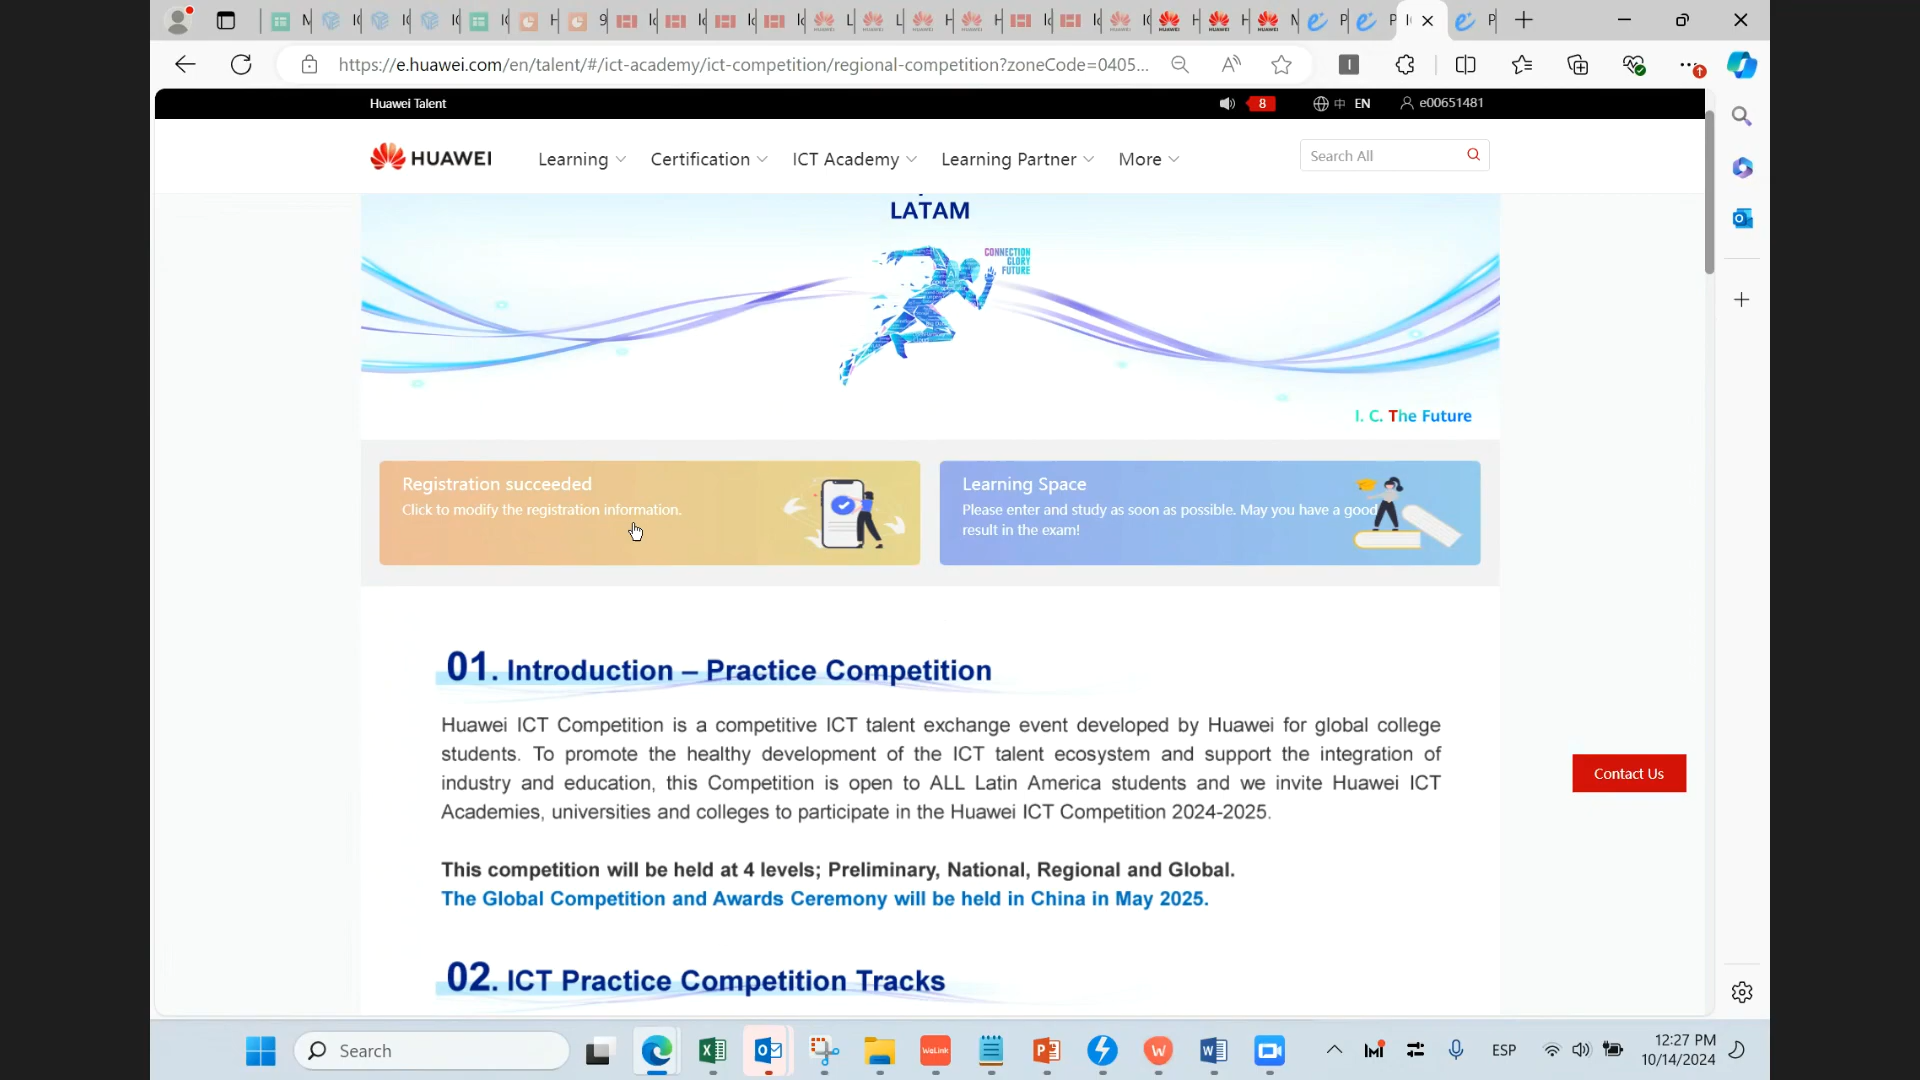 https://e.huawei.com/en/talent/#/ict-academy/ict-competition/regional-competition?zoneCode=0405...
Huawei Talent
8
中 EN
e00651481
HUAWEI
Learning
Certification
ICT Academy
Learning Partner
More
Search All
LATAM
CONNECTION
GLORY
FUTURE
I. C. The Future
Registration succeeded
Click to modify the registration information.
Learning Space
Please enter and study as soon as possible. May you have a good
result in the exam!
01. Introduction – Practice Competition
Huawei ICT Competition is a competitive ICT talent exchange event developed by Huawei for global college
students. To promote the healthy development of the ICT talent ecosystem and support the integration of
industry and education, this Competition is open to ALL Latin America students and we invite Huawei ICT
Academies, universities and colleges to participate in the Huawei ICT Competition 2024-2025.
This competition will be held at 4 levels; Preliminary, National, Regional and Global.
The Global Competition and Awards Ceremony will be held in China in May 2025.
Contact Us
02. ICT Practice Competition Tracks
Search
WeLink
ESP
12:27 PM
10/14/2024